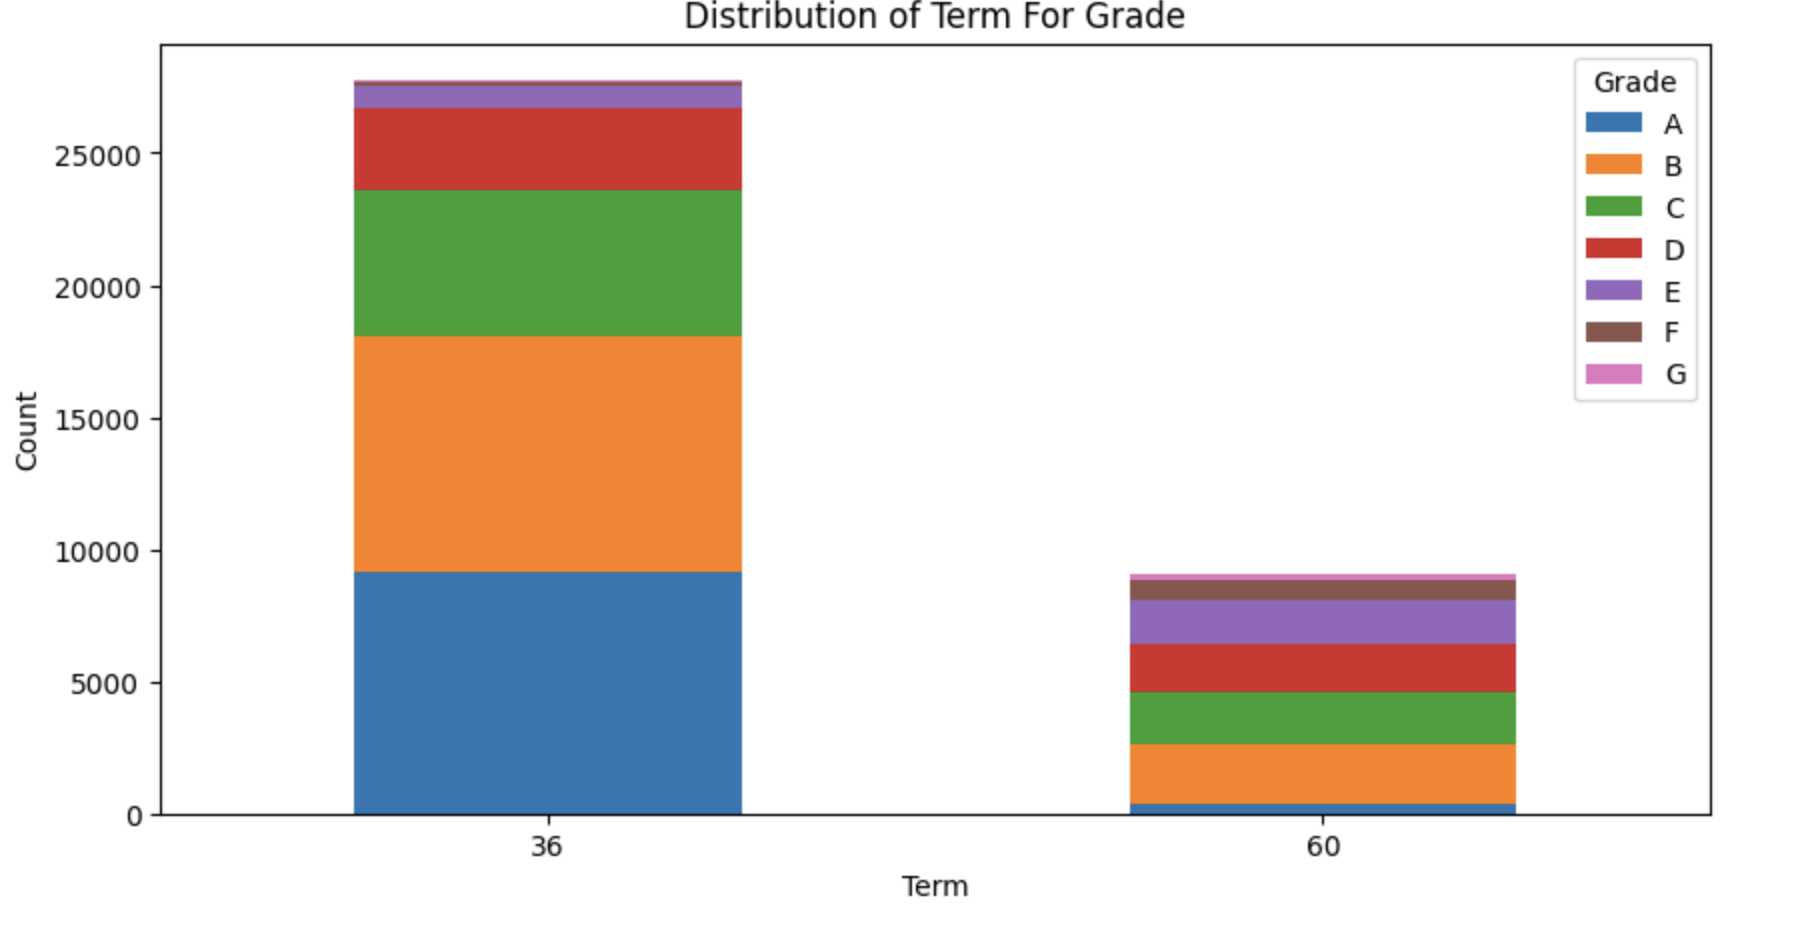 Distribution of Term For Grade
Grade
A
B
C
D
E
F
G
25000
20000
15000
10000
5000
0
Count
36
60
Term